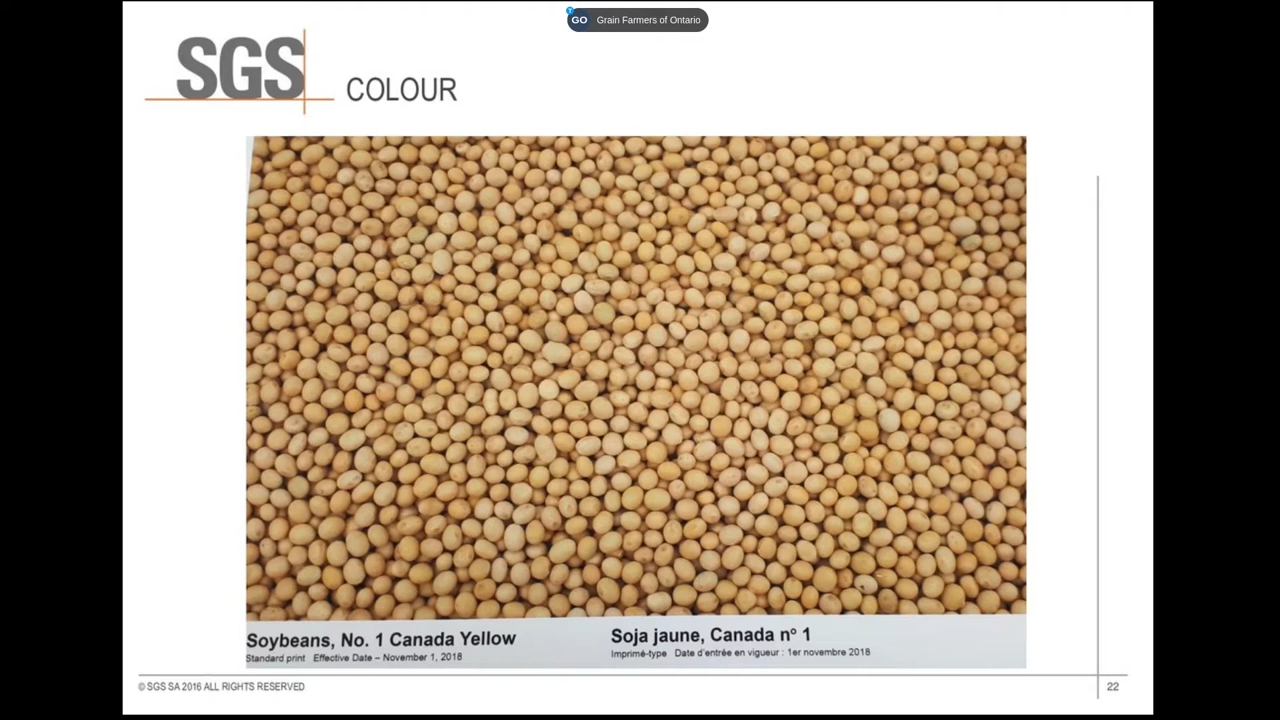 GO Grain Farmers of Ontario
SGS
COLOUR
Soybeans, No. 1 Canada Yellow
Standard print Effective Date – November 1, 2018
Soja jaune, Canada n° 1
Imprimé-type Date d'entrée en vigueur : 1er novembre 2018
© SGS SA 2016 ALL RIGHTS RESERVED
22